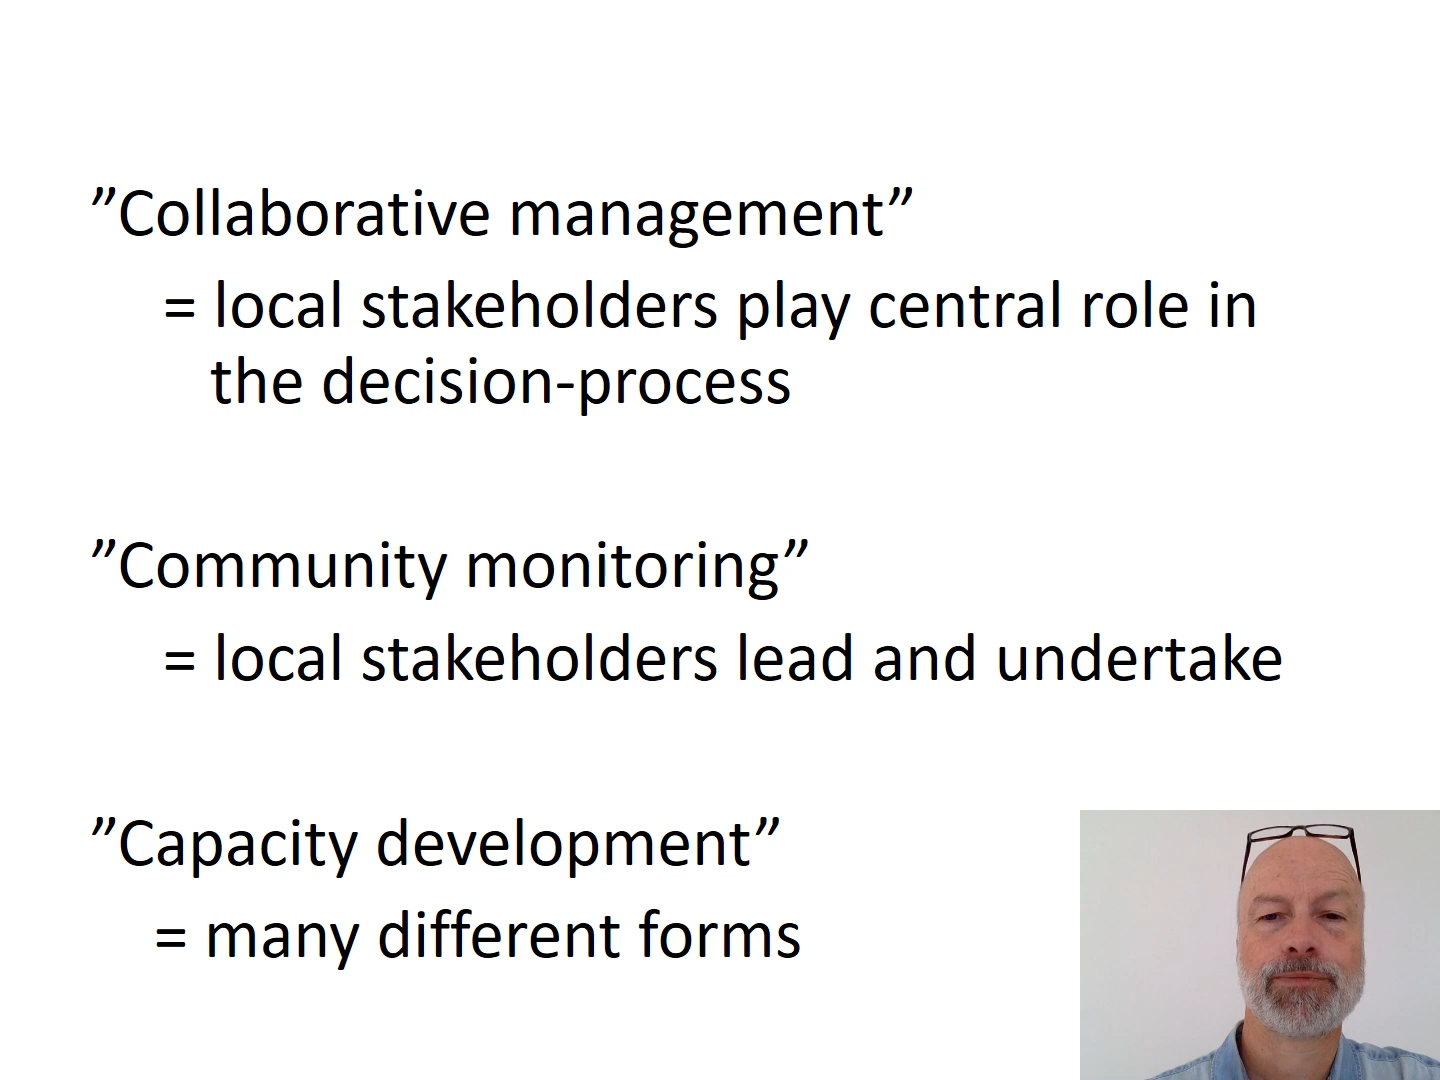 ”Collaborative management”
= local stakeholders play central role in
the decision-process
”Community monitoring”
= local stakeholders lead and undertake
”Capacity development”
= many different forms